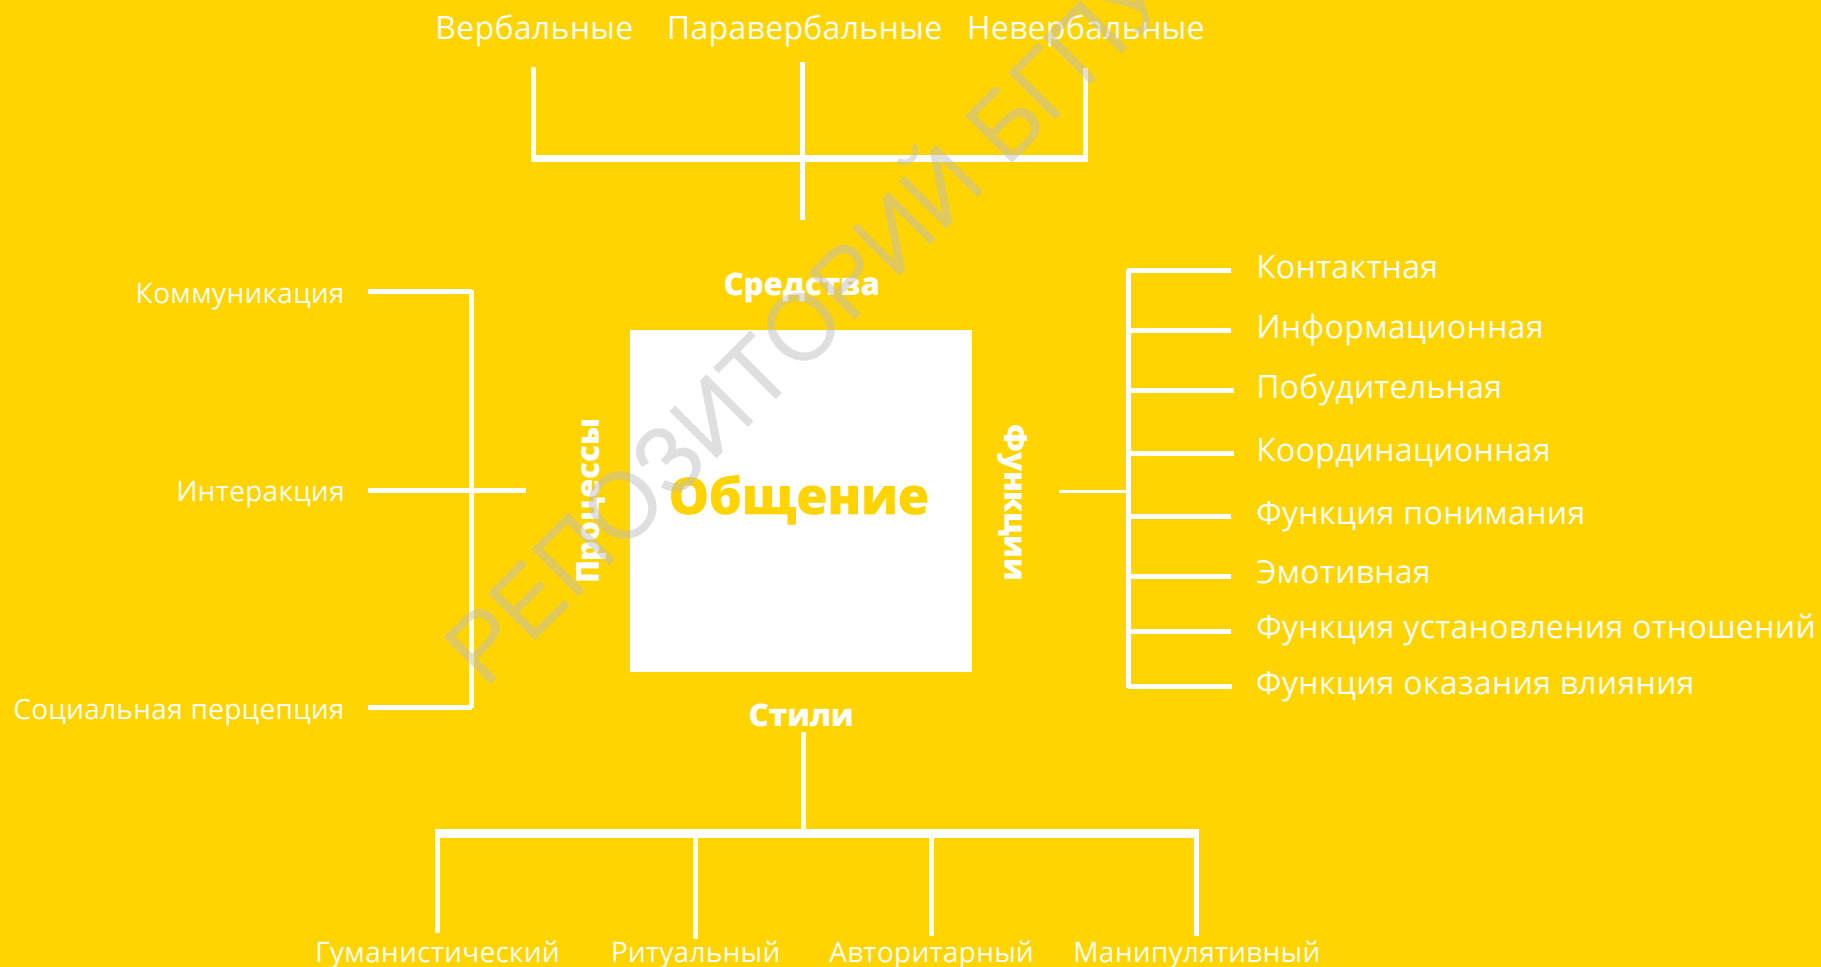 Вербальные Паравербальные Невербальные
Средства
Коммуникация
Интеракция
Социальная перцепция
Процессы
Общение
Функции
Контактная
Информационная
Побудительная
Координационная
Функция понимания
Эмотивная
Функция установления отношений
Функция оказания влияния
Стили
Гуманистический Ритуальный Авторитарный Манипулятивный
РЕПОЗИТОРИЙ БГПУ